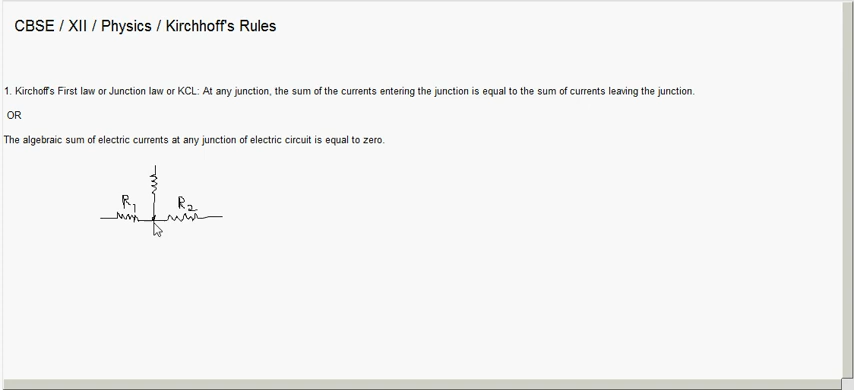 CBSE / XII / Physics / Kirchhoff's Rules
1. Kirchoff's First law or Junction law or KCL: At any junction, the sum of the currents entering the junction is equal to the sum of currents leaving the junction.
OR
The algebraic sum of electric currents at any junction of electric circuit is equal to zero.
R1 R2